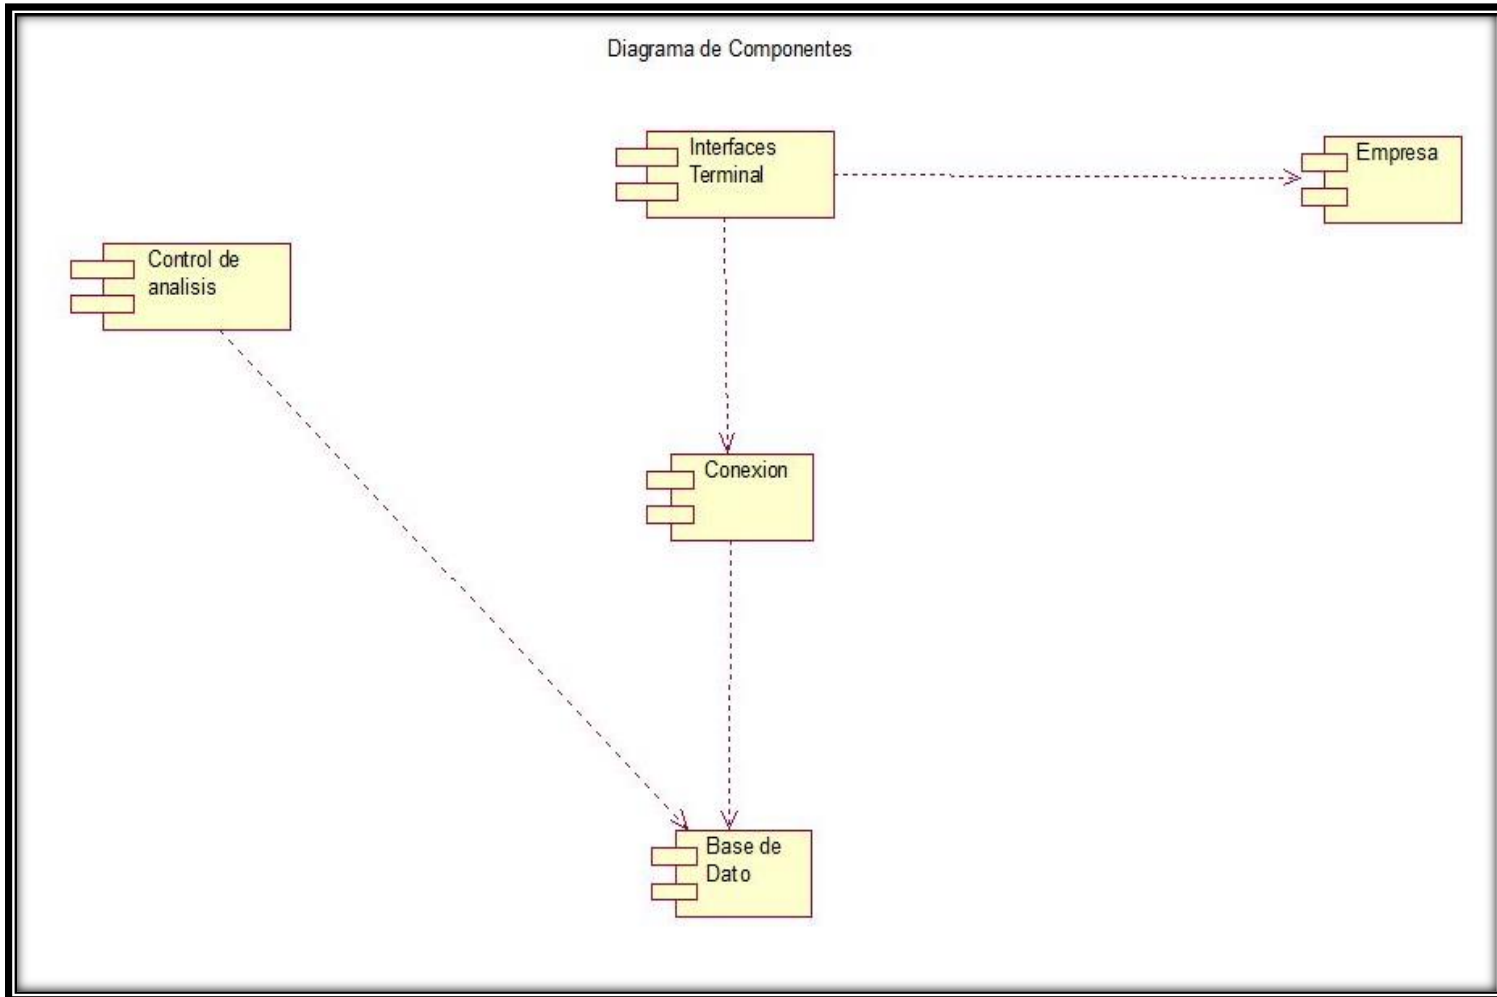 Diagrama de Componentes
Interfaces
Terminal
Empresa
Control de
analisis
Conexion
Base de
Dato